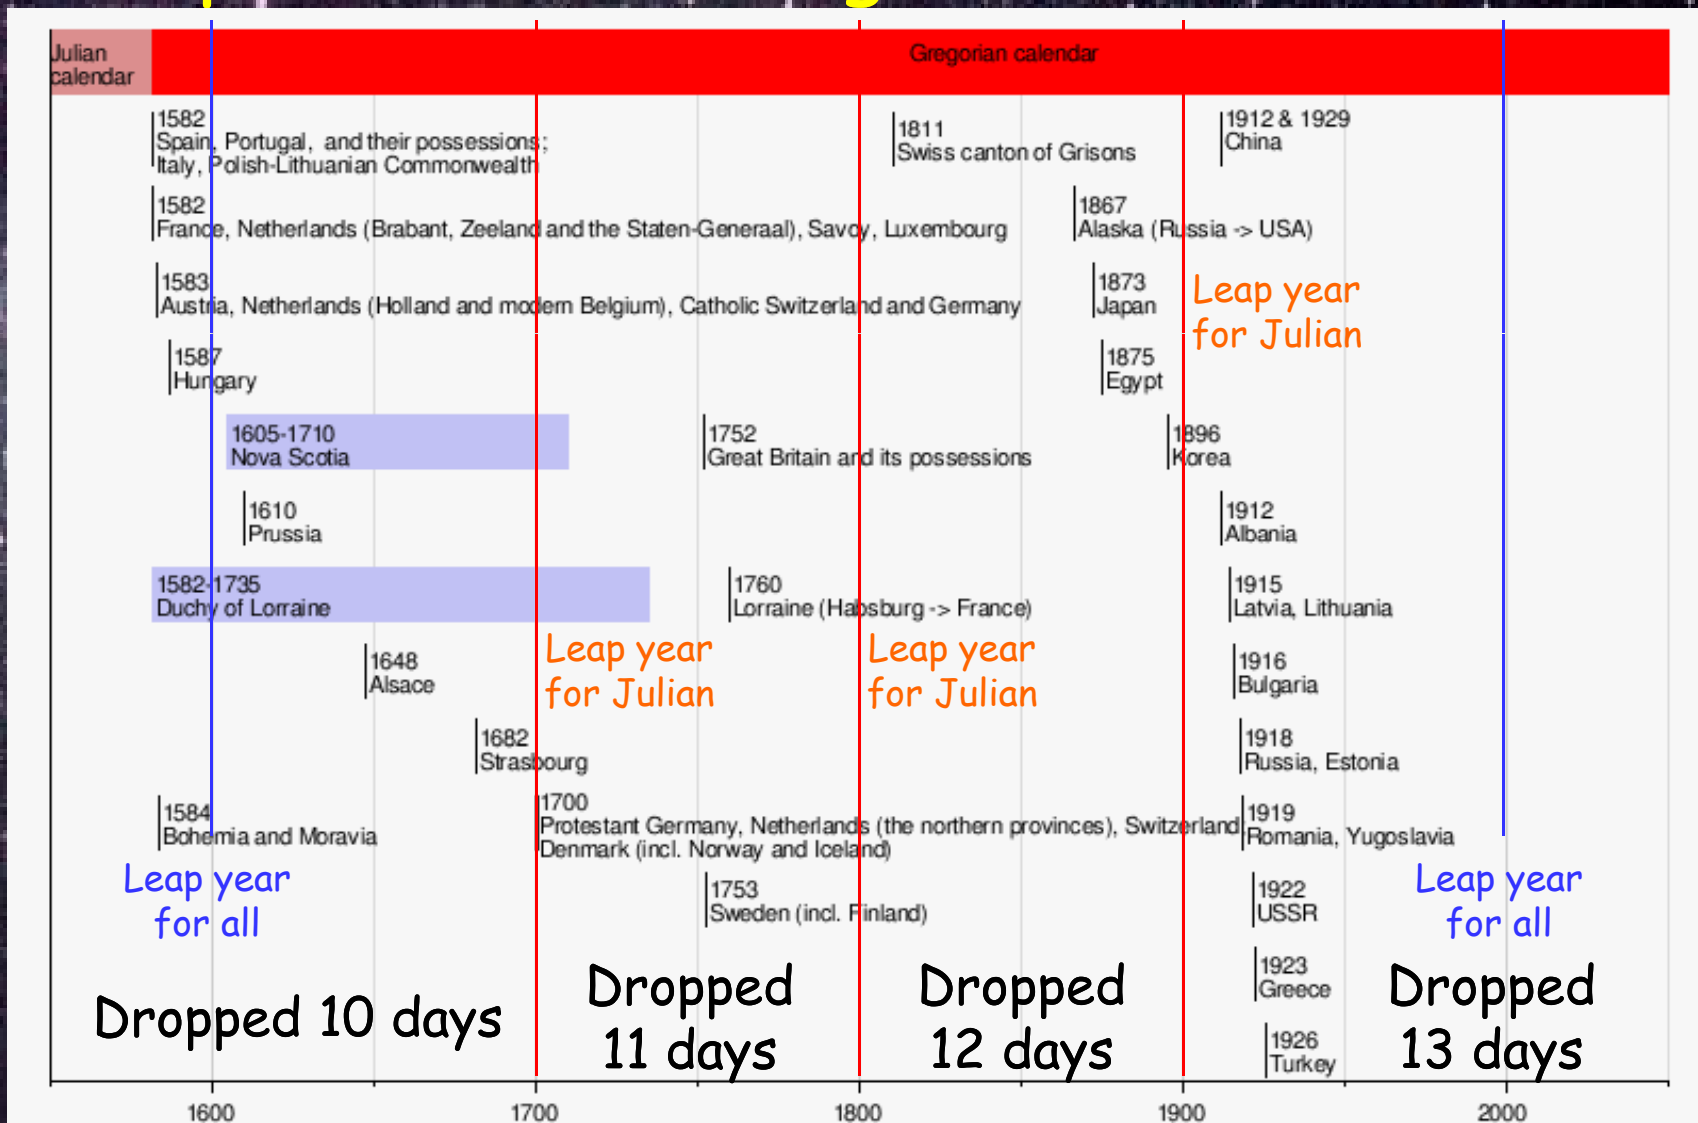 Julian
calendar
Gregorian calendar
1582
Spain, Portugal, and their possessions;
Italy, Polish-Lithuanian Commonwealth
1811
Swiss canton of Grisons
1912 & 1929
China
1582
France, Netherlands (Brabant, Zeeland and the Staten-Generaal), Savoy, Luxembourg
1867
Alaska (Russia -> USA)
1583
Austria, Netherlands (Holland and modern Belgium), Catholic Switzerland and Germany
1873
Japan
Leap year
for Julian
1587
Hungary
1875
Egypt
1605-1710
Nova Scotia
1752
Great Britain and its possessions
1896
Korea
1610
Prussia
1912
Albania
1582-1735
Duchy of Lorraine
1760
Lorraine (Habsburg -> France)
1915
Latvia, Lithuania
1648
Alsace
Leap year
for Julian
Leap year
for Julian
1916
Bulgaria
1682
Strasbourg
1918
Russia, Estonia
1584
Bohemia and Moravia
1700
Protestant Germany, Netherlands (the northern provinces), Switzerland
Denmark (incl. Norway and Iceland)
1919
Romania, Yugoslavia
Leap year
for all
1753
Sweden (incl. Finland)
1922
USSR
Leap year
for all
1923
Greece
1926
Turkey
Dropped 10 days
Dropped
11 days
Dropped
12 days
Dropped
13 days
1600
1700
1800
1900
2000